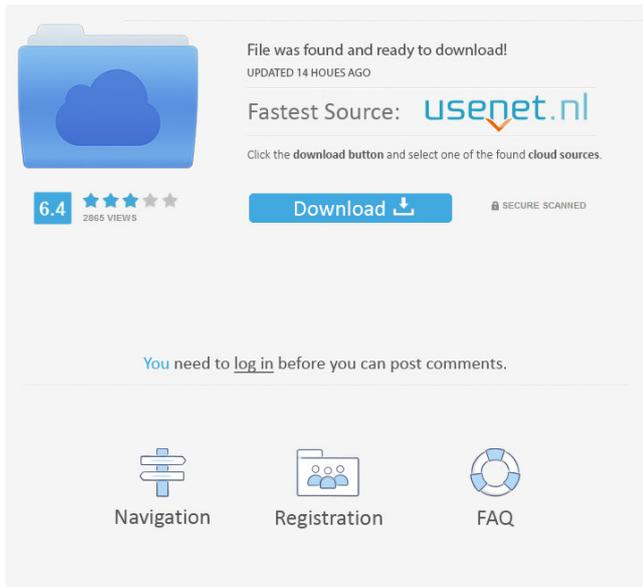 File was found and ready to download!
UPDATED 14 HOUES AGO
Fastest Source: usenet.nl
Click the download button and select one of the found cloud sources.
6.4
2865 VIEWS
Download
SECURE SCANNED
You need to log in before you can post comments.
Navigation
Registration
FAQ